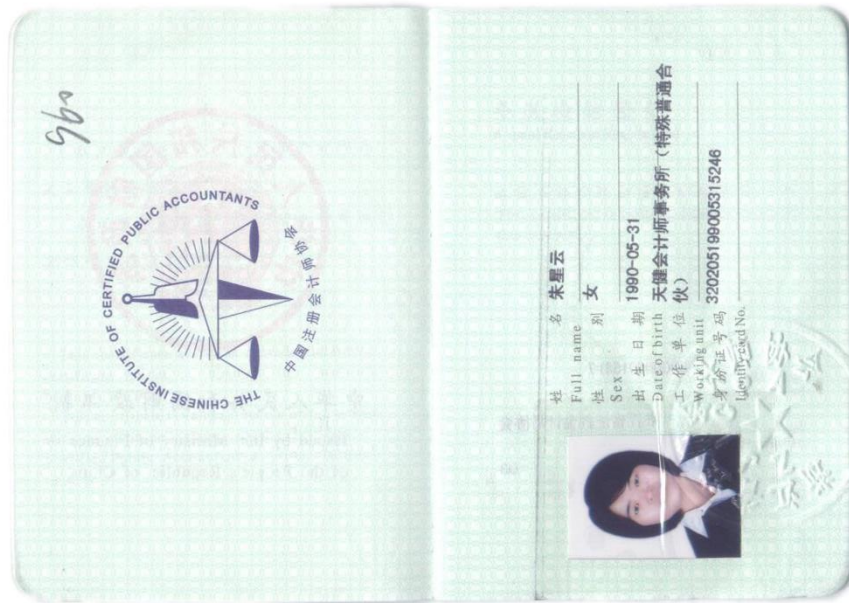 096
THE CHINESE INSTITUTE OF CERTIFIED PUBLIC ACCOUNTANTS
中国注册会计师协会
姓 名 朱星云
Full name
性 别 女
Sex
出 生 日 期 1990-05-31
Date of birth
工 作 单 位 天健会计师事务所（特殊普通合
伙）
Working unit
身份证号码 320205199005315246
Identity card No.